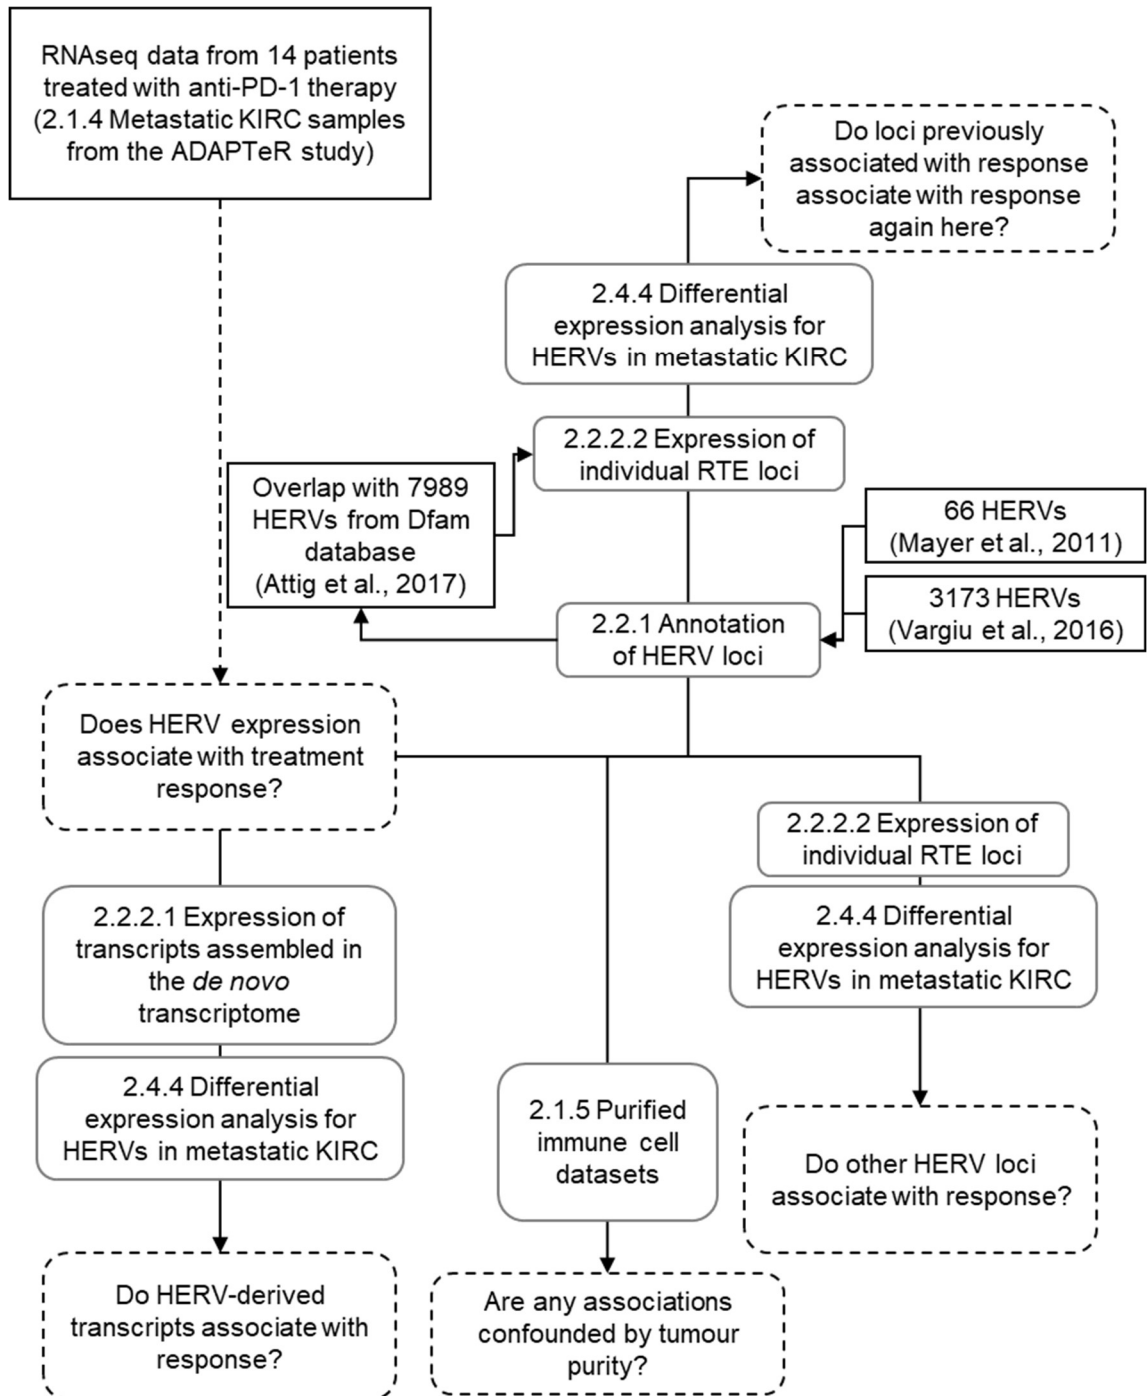 RNAseq data from 14 patients
treated with anti-PD-1 therapy
(2.1.4 Metastatic KIRC samples
from the ADAPTeR study)
Do loci previously
associated with response
associate with response
again here?
2.4.4 Differential
expression analysis for
HERVs in metastatic KIRC
2.2.2.2 Expression of
individual RTE loci
Overlap with 7989
HERVs from Dfam
database
(Attig et al., 2017)
66 HERVs
(Mayer et al., 2011)
3173 HERVs
(Vargiu et al., 2016)
2.2.1 Annotation
of HERV loci
Does HERV expression
associate with treatment
response?
2.2.2.2 Expression of
individual RTE loci
2.2.2.1 Expression of
transcripts assembled in
the de novo
transcriptome
2.4.4 Differential
expression analysis for
HERVs in metastatic KIRC
2.4.4 Differential
expression analysis for
HERVs in metastatic KIRC
2.1.5 Purified
immune cell
datasets
Do other HERV loci
associate with response?
Do HERV-derived
transcripts associate with
response?
Are any associations
confounded by tumour
purity?